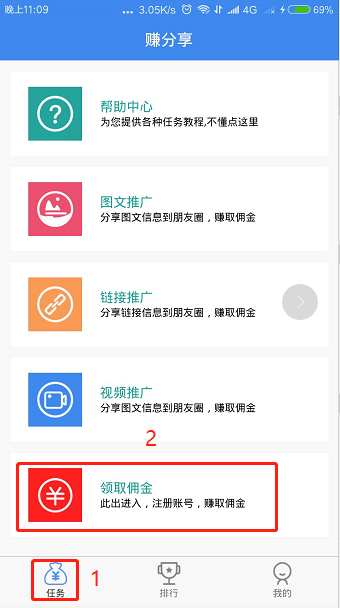 晚上11:09 ... 3.05K/s 4G 69%
赚分享
帮助中心
为您提供各种任务教程,不懂点这里
图文推广
分享图文信息到朋友圈，赚取佣金
链接推广
分享链接信息到朋友圈，赚取佣金
视频推广
分享图文信息到朋友圈，赚取佣金
2
领取佣金
此出进入，注册账号，赚取佣金
1
任务
排行
我的